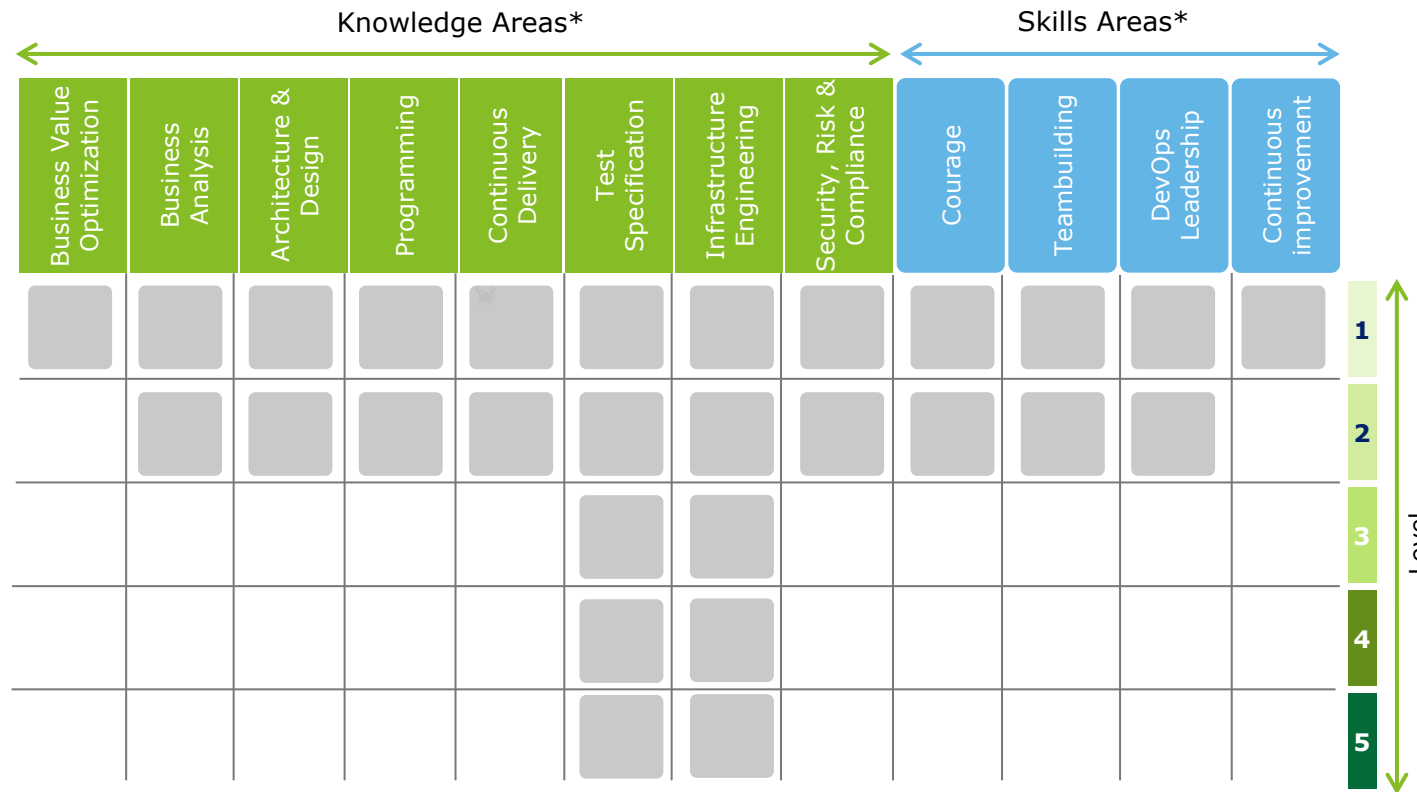 Knowledge Areas*
Skills Areas*
Business Value
Optimization
Business
Analysis
Architecture &
Design
Programming
Continuous
Delivery
Test
Specification
Infrastructure
Engineering
Security, Risk &
Compliance
Courage
Teambuilding
DevOps
Leadership
Continuous
improvement
1
2
3
4
5
Level